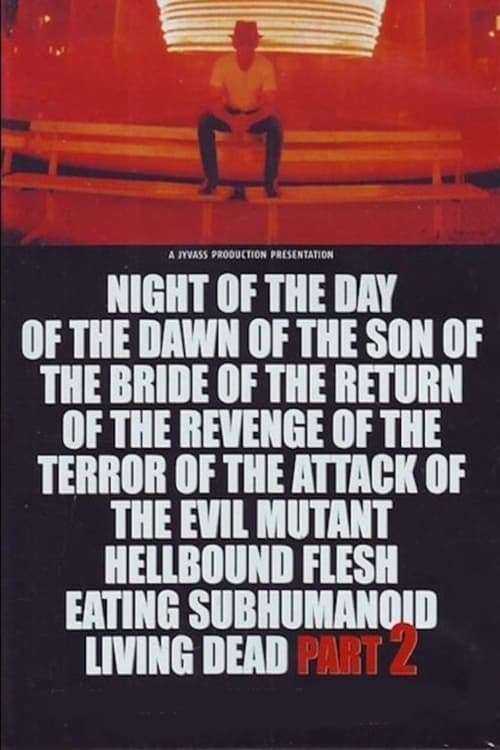 A JYVASS PRODUCTION PRESENTATION
NIGHT OF THE DAY
OF THE DAWN OF THE SON OF
THE BRIDE OF THE RETURN
OF THE REVENGE OF THE
TERROR OF THE ATTACK OF
THE EVIL MUTANT
HELLBOUND FLESH
EATING SUBHUMANOID
LIVING DEAD PART 2